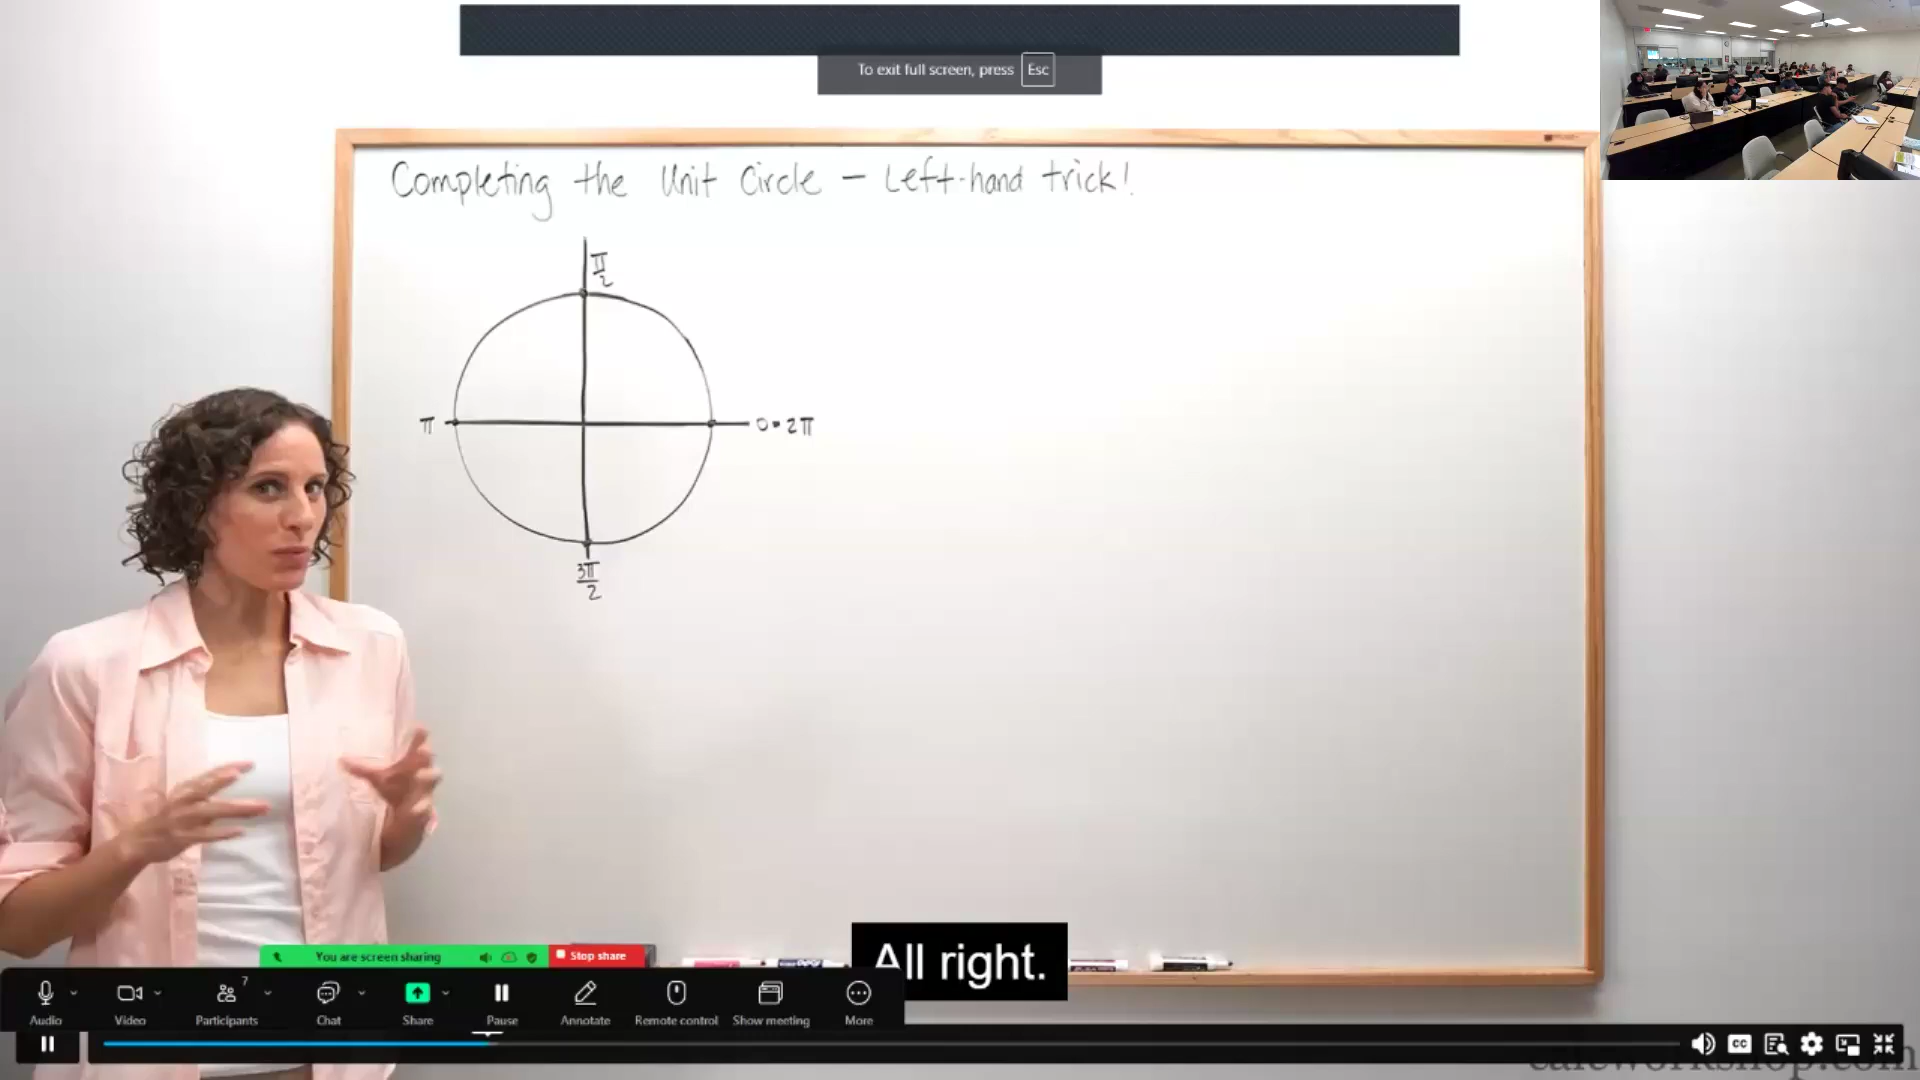 To exit full screen, press Esc
Completing the Unit Circle - Left-hand trick!
π/2
π
0=2π
3π/2
You are screen sharing
Stop share
All right.
7
Audio
Video
Participants
Chat
Share
Pause
Annotate
Remote control
Show meeting
More
CC